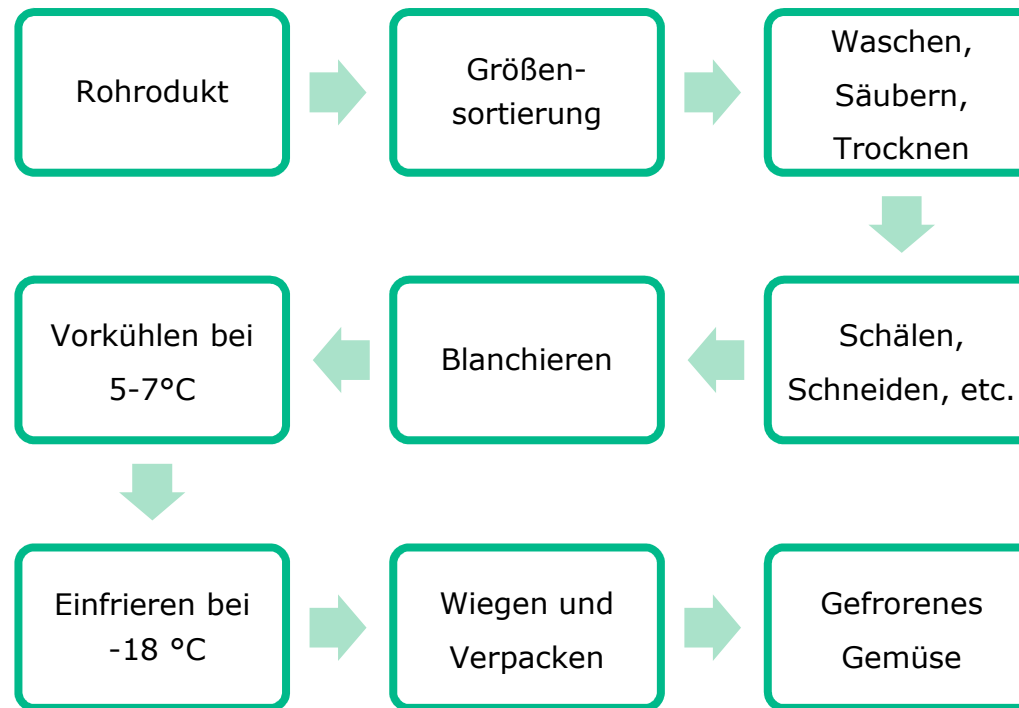 Rohrodukt
Größen-
sortierung
Waschen,
Säubern,
Trocknen
Schälen,
Schneiden, etc.
Blanchieren
Vorkühlen bei
5-7°C
Einfrieren bei
-18 °C
Wiegen und
Verpacken
Gefrorenes
Gemüse